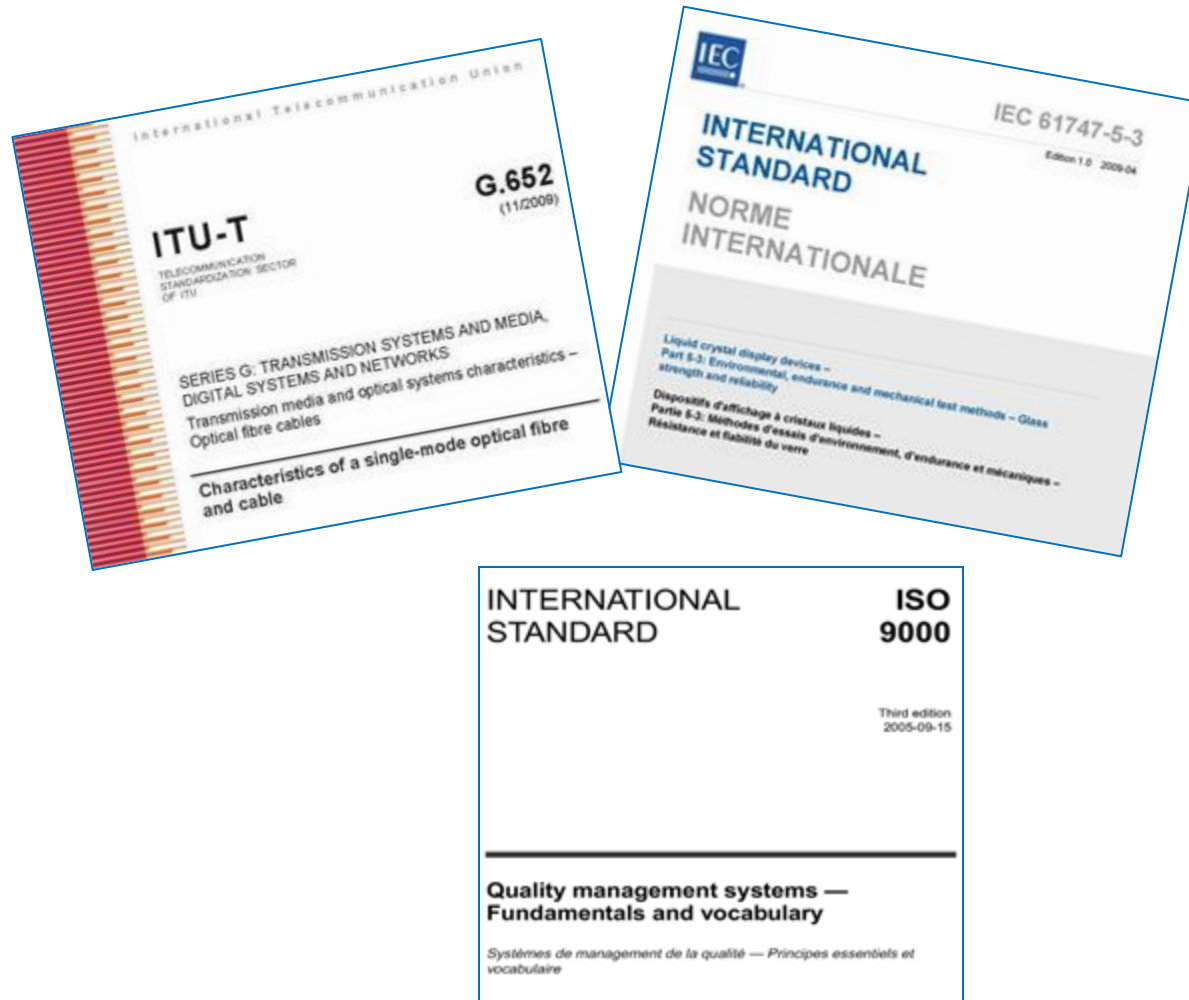 International Telecommunication Union
G.652
(11/2009)
ITU-T
TELECOMMUNICATION
STANDARDIZATION SECTOR
OF ITU
SERIES G: TRANSMISSION SYSTEMS AND MEDIA,
DIGITAL SYSTEMS AND NETWORKS
Transmission media and optical systems characteristics –
Optical fibre cables
Characteristics of a single-mode optical fibre
and cable
IEC
IEC 61747-5-3
Edition 1.0 2009-04
INTERNATIONAL
STANDARD
NORME
INTERNATIONALE
Liquid crystal display devices –
Part 5-3: Environmental, endurance and mechanical test methods – Glass
strength and reliability
Dispositifs d'affichage à cristaux liquides –
Partie 5-3: Méthodes d'essais d'environnement, d'endurance et mécaniques –
Résistance et fiabilité du verre
INTERNATIONAL
STANDARD
ISO
9000
Third edition
2005-09-15
Quality management systems —
Fundamentals and vocabulary
Systèmes de management de la qualité — Principes essentiels et
vocabulaire